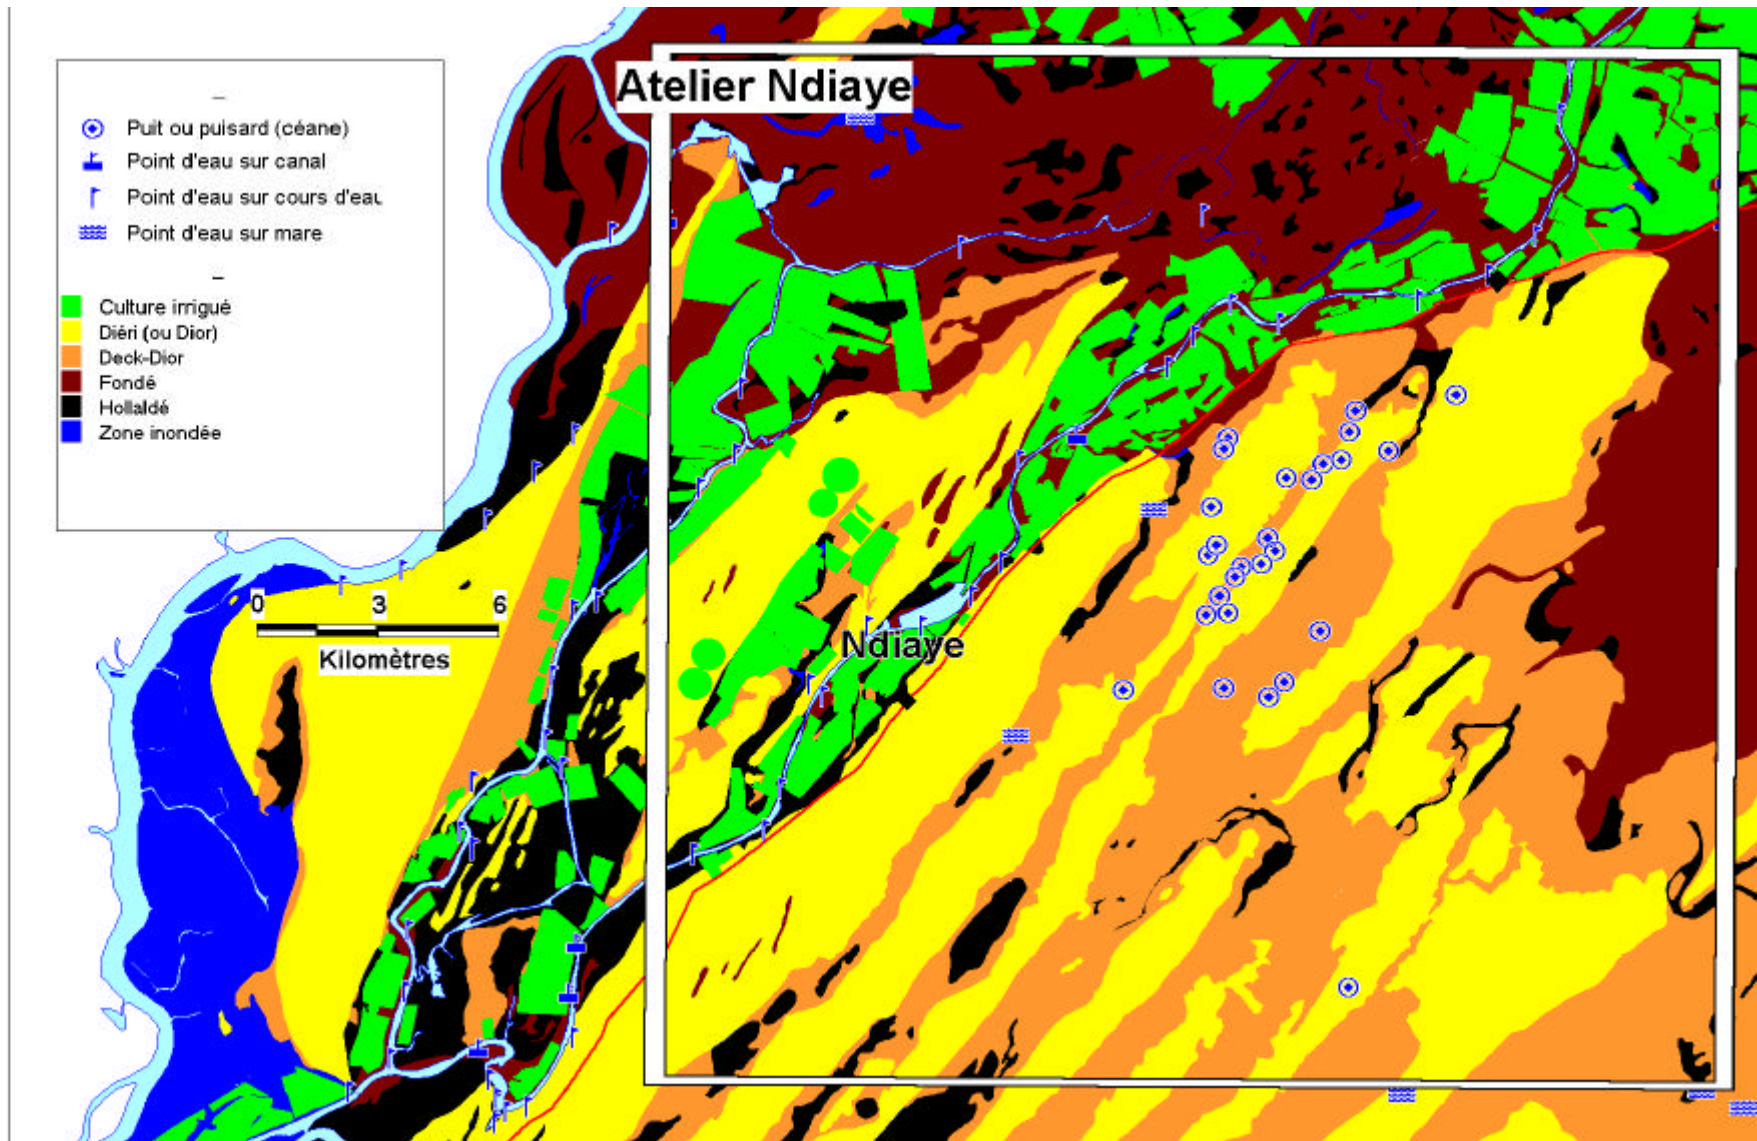 Atelier Ndiaye
–
Puit ou puisard (céane)
Point d'eau sur canal
Point d'eau sur cours d'eau
Point d'eau sur mare
–
Culture irrigué
Diéri (ou Dior)
Deck-Dior
Fondé
Hollaldé
Zone inondée
0 3 6
Kilomètres
Ndiaye